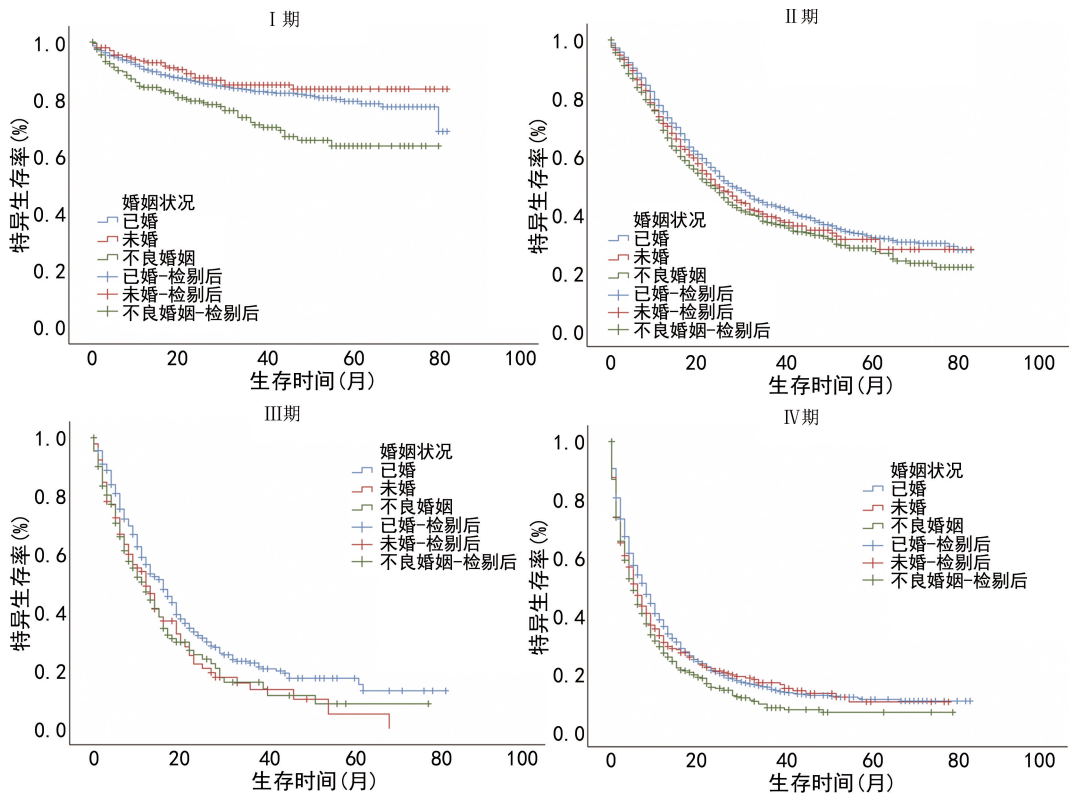 Ⅰ期
特异生存率(%)
1.0
0.8
0.6
0.4
0.2
0.0
婚姻状况
已婚
未婚
不良婚姻
已婚-检剔后
未婚-检剔后
不良婚姻-检剔后
0 20 40 60 80 100
生存时间(月)
Ⅱ期
特异生存率(%)
1.0
0.8
0.6
0.4
0.2
0.0
婚姻状况
已婚
未婚
不良婚姻
已婚-检剔后
未婚-检剔后
不良婚姻-检剔后
0 20 40 60 80 100
生存时间(月)
Ⅲ期
特异生存率(%)
1.0
0.8
0.6
0.4
0.2
0.0
婚姻状况
已婚
未婚
不良婚姻
已婚-检剔后
未婚-检剔后
不良婚姻-检剔后
0 20 40 60 80 100
生存时间(月)
Ⅳ期
特异生存率(%)
1.0
0.8
0.6
0.4
0.2
0.0
婚姻状况
已婚
未婚
不良婚姻
已婚-检剔后
未婚-检剔后
不良婚姻-检剔后
0 20 40 60 80 100
生存时间(月)